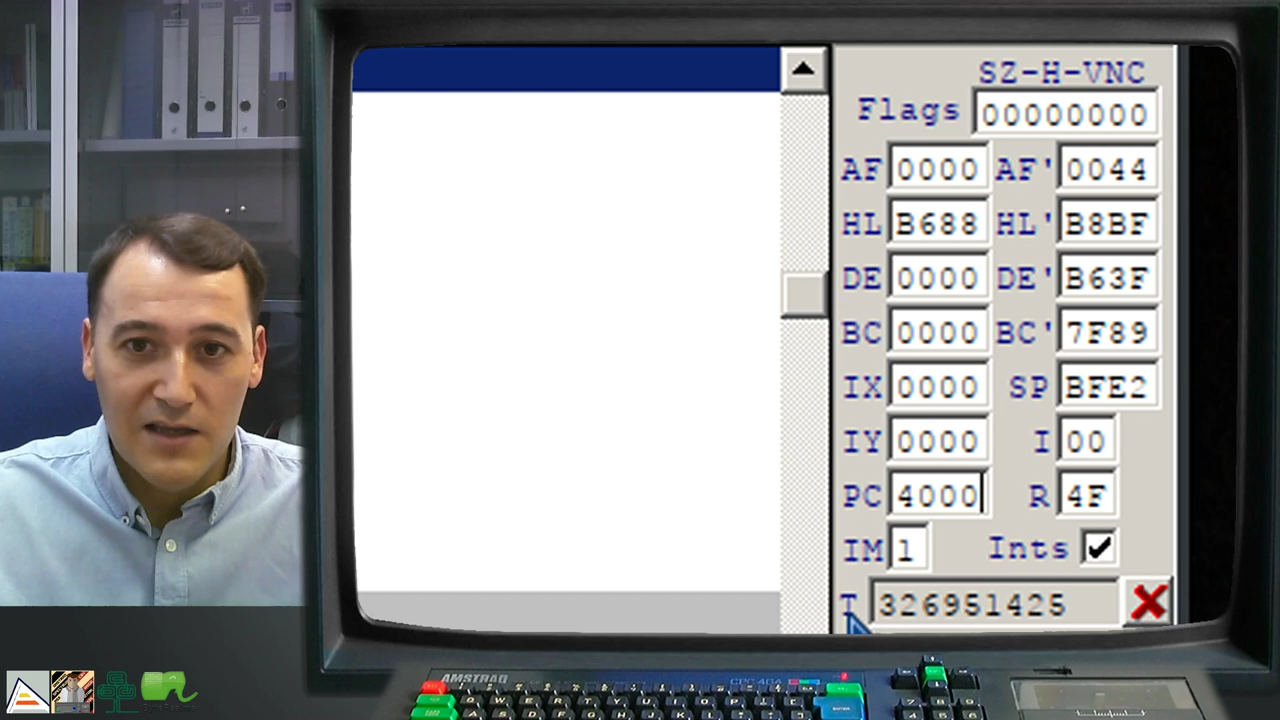 SZ-H-VNC
Flags 00000000
AF 0000 AF' 0044
HL B688 HL' B8BF
DE 0000 DE' B63F
BC 0000 BC' 7F89
IX 0000 SP BFE2
IY 0000 I 00
PC 4000 R 4F
IM 1 Ints
T 326951425
AMSTRAD